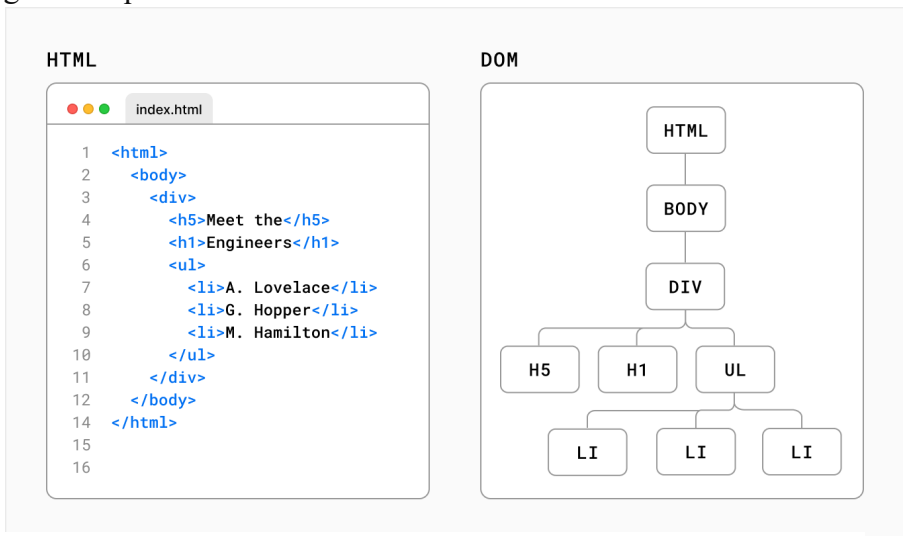 HTML
index.html
1 <html>
2 <body>
3 <div>
4 <h5>Meet the</h5>
5 <h1>Engineers</h1>
6 <ul>
7 <li>A. Lovelace</li>
8 <li>G. Hopper</li>
9 <li>M. Hamilton</li>
10 </ul>
11 </div>
12 </body>
14 </html>
15
16
DOM
HTML
BODY
DIV
H5 H1 UL
LI LI LI